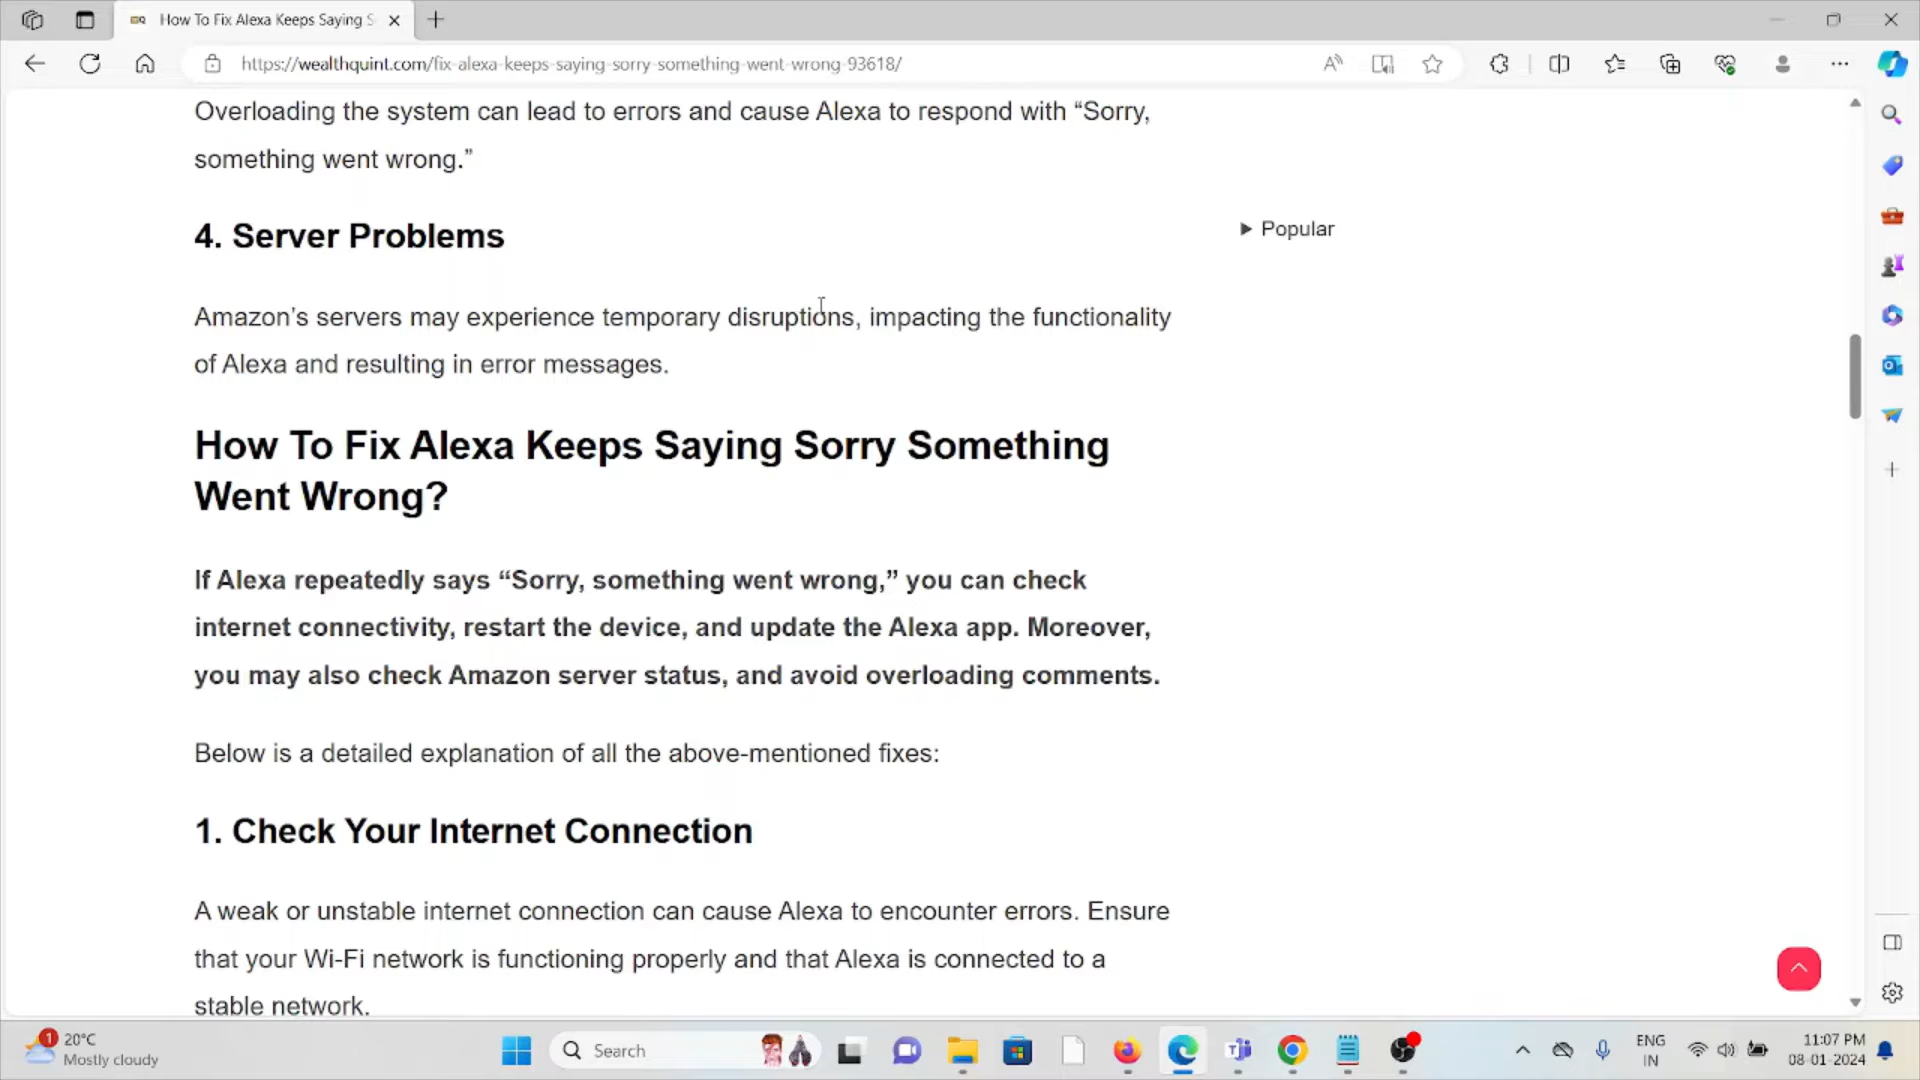 How To Fix Alexa Keeps Saying S
https://wealthquint.com/fix-alexa-keeps-saying-sorry-something-went-wrong-93618/
Overloading the system can lead to errors and cause Alexa to respond with “Sorry,
something went wrong.”
4. Server Problems
Popular
Amazon’s servers may experience temporary disruptions, impacting the functionality
of Alexa and resulting in error messages.
How To Fix Alexa Keeps Saying Sorry Something
Went Wrong?
If Alexa repeatedly says “Sorry, something went wrong,” you can check
internet connectivity, restart the device, and update the Alexa app. Moreover,
you may also check Amazon server status, and avoid overloading comments.
Below is a detailed explanation of all the above-mentioned fixes:
1. Check Your Internet Connection
A weak or unstable internet connection can cause Alexa to encounter errors. Ensure
that your Wi-Fi network is functioning properly and that Alexa is connected to a
stable network.
1
20°C
Mostly cloudy
Search
ENG
IN
11:07 PM
08-01-2024